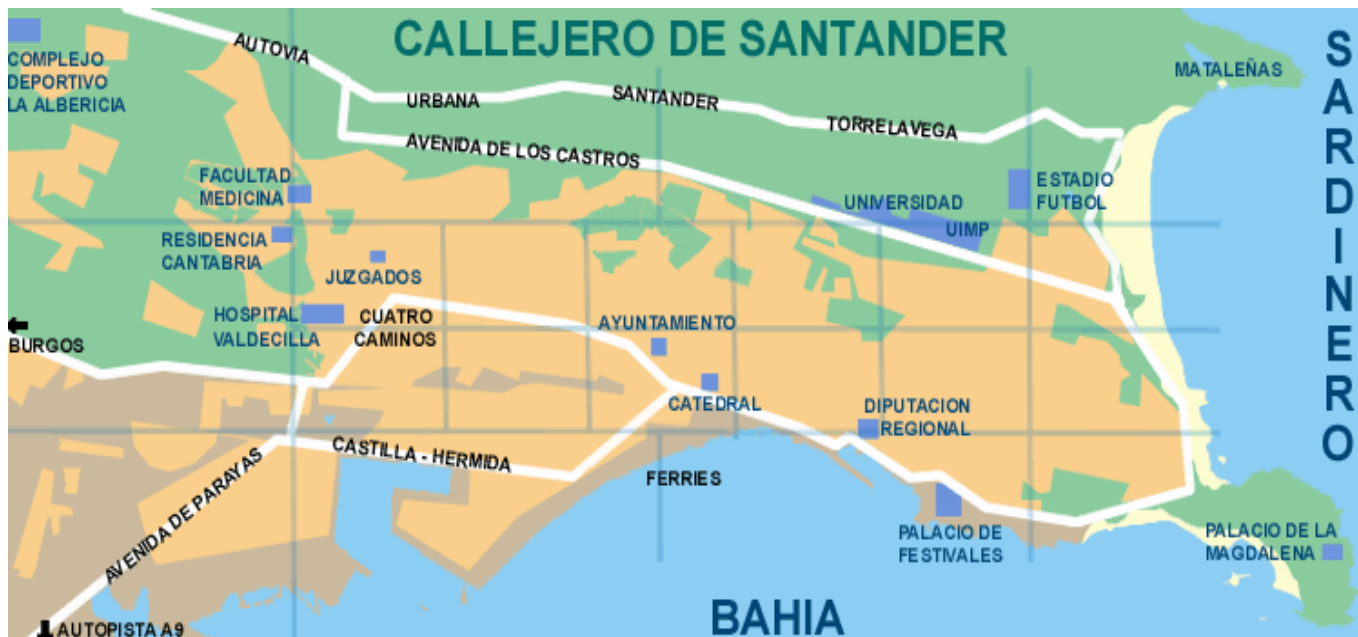 CALLEJERO DE SANTANDER
SARDINERO
COMPLEJO
DEPORTIVO
LA ALBERICIA
AUTOVIA
URBANA
SANTANDER
TORRELAVEGA
MATALEÑAS
AVENIDA DE LOS CASTROS
FACULTAD
MEDICINA
ESTADIO
FUTBOL
UNIVERSIDAD
UIMP
RESIDENCIA
CANTABRIA
JUZGADOS
HOSPITAL
VALDECILLA
CUATRO
CAMINOS
AYUNTAMIENTO
BURGOS
CATEDRAL
DIPUTACION
REGIONAL
CASTILLA - HERMIDA
FERRIES
AVENIDA DE PARAYAS
PALACIO DE
FESTIVALES
PALACIO DE LA
MAGDALENA
BAHIA
AUTOPISTA A9